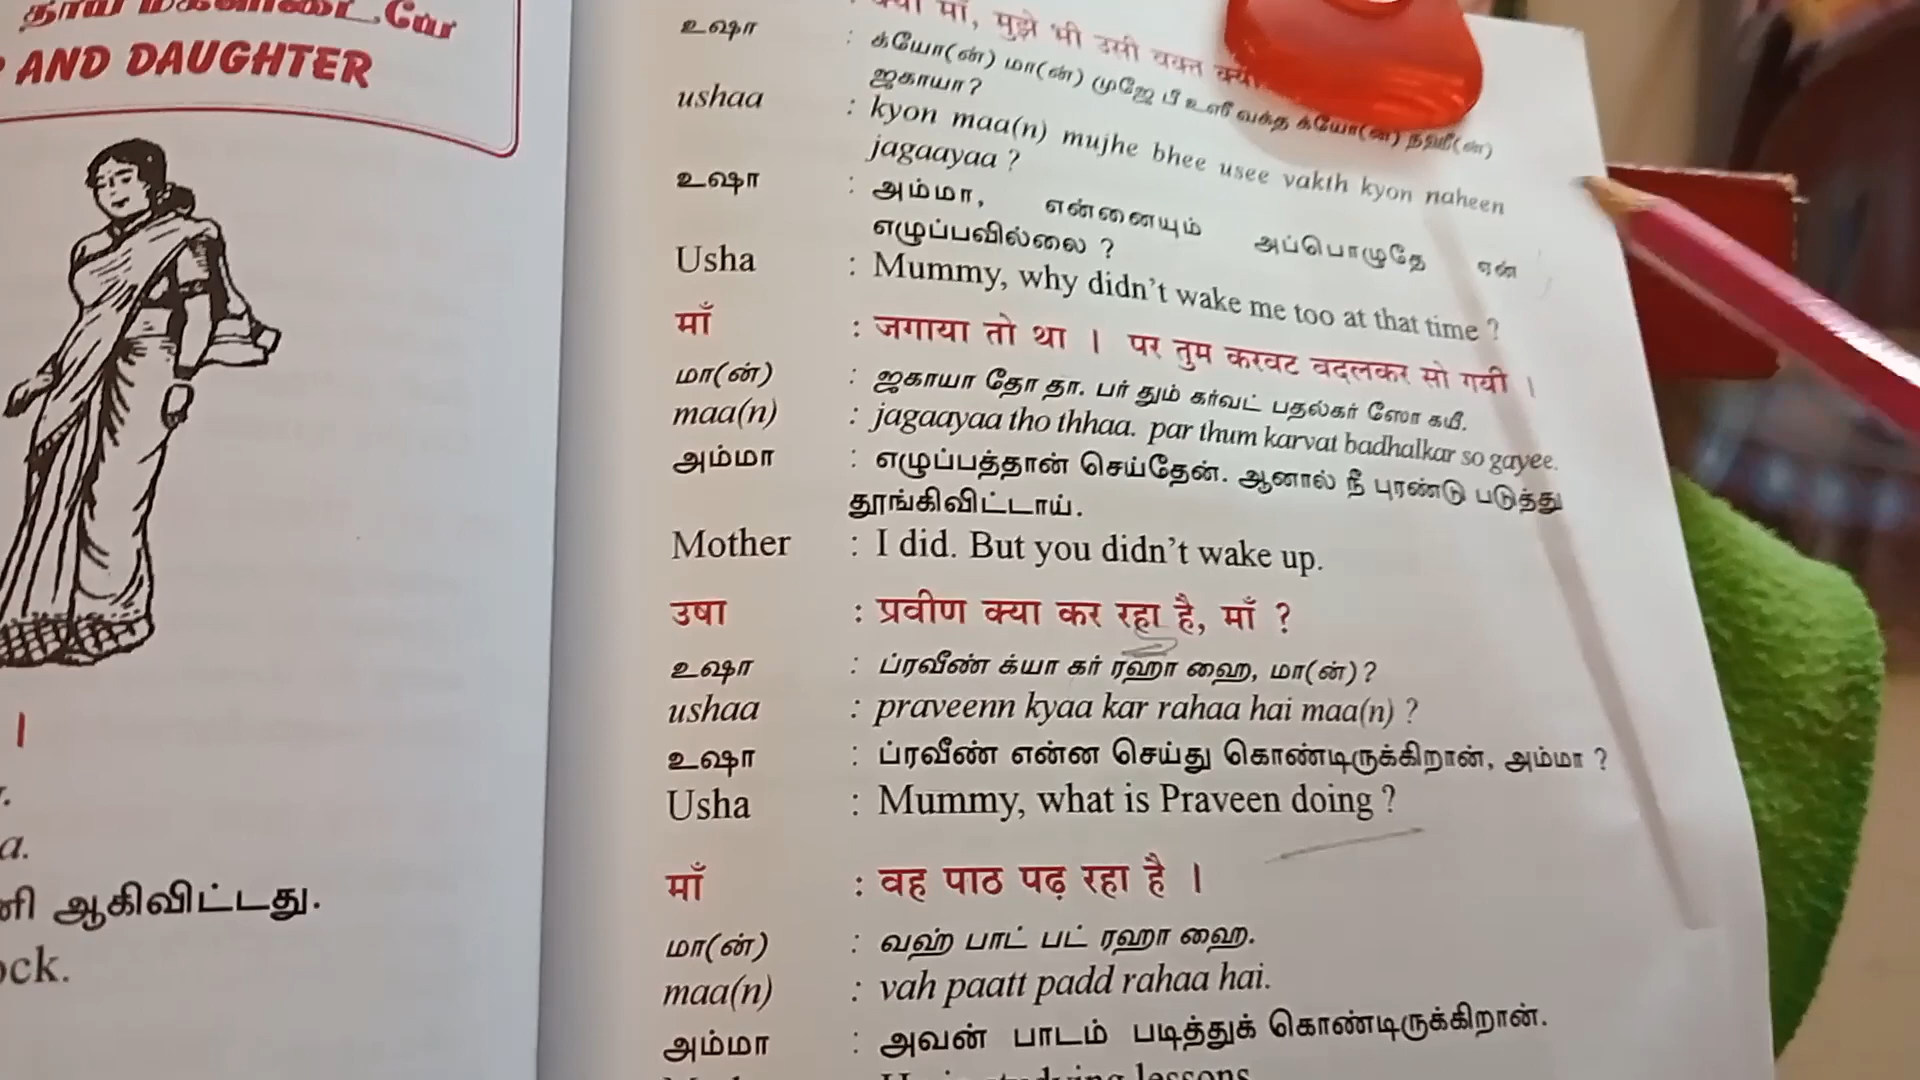 AND DAUGHTER
।
a.
ஆகிவிட்டது.
ock.
माँ, मुझे भी उसी वक्त
உஷா : க்யோ(ன்) மா(ன்) முஜே பீ உஸீ வக்த க்யோ(ன்) நஹீ(ன்)
ஜகாயா?
ushaa : kyon maa(n) mujhe bhee usee vakth kyon naheen
jagaayaa ?
உஷா : அம்மா, என்னையும் அப்பொழுதே ஏன்
எழுப்பவில்லை ?
Usha : Mummy, why didn't wake me too at that time ?
माँ : जगाया तो था । पर तुम करवट बदलकर सो गयी ।
மா(ன்) : ஜகாயா தோ தா. பர் தும் கர்வட் பதல்கர் ஸோ கயீ.
maa(n) : jagaayaa tho thhaa. par thum karvat badhalkar so gayee.
அம்மா : எழுப்பத்தான் செய்தேன். ஆனால் நீ புரண்டு படுத்து
தூங்கிவிட்டாய்.
Mother : I did. But you didn't wake up.
उषा : प्रवीण क्या कर रहा है, माँ ?
உஷா : ப்ரவீண் க்யா கர் ரஹா ஹை, மா(ன்) ?
ushaa : praveenn kyaa kar rahaa hai maa(n) ?
உஷா : ப்ரவீண் என்ன செய்து கொண்டிருக்கிறான், அம்மா ?
Usha : Mummy, what is Praveen doing ?
माँ : वह पाठ पढ़ रहा है ।
மா(ன்) : வஹ் பாட் பட் ரஹா ஹை.
maa(n) : vah paatt padd rahaa hai.
அம்மா : அவன் பாடம் படித்துக் கொண்டிருக்கிறான்.
lessons